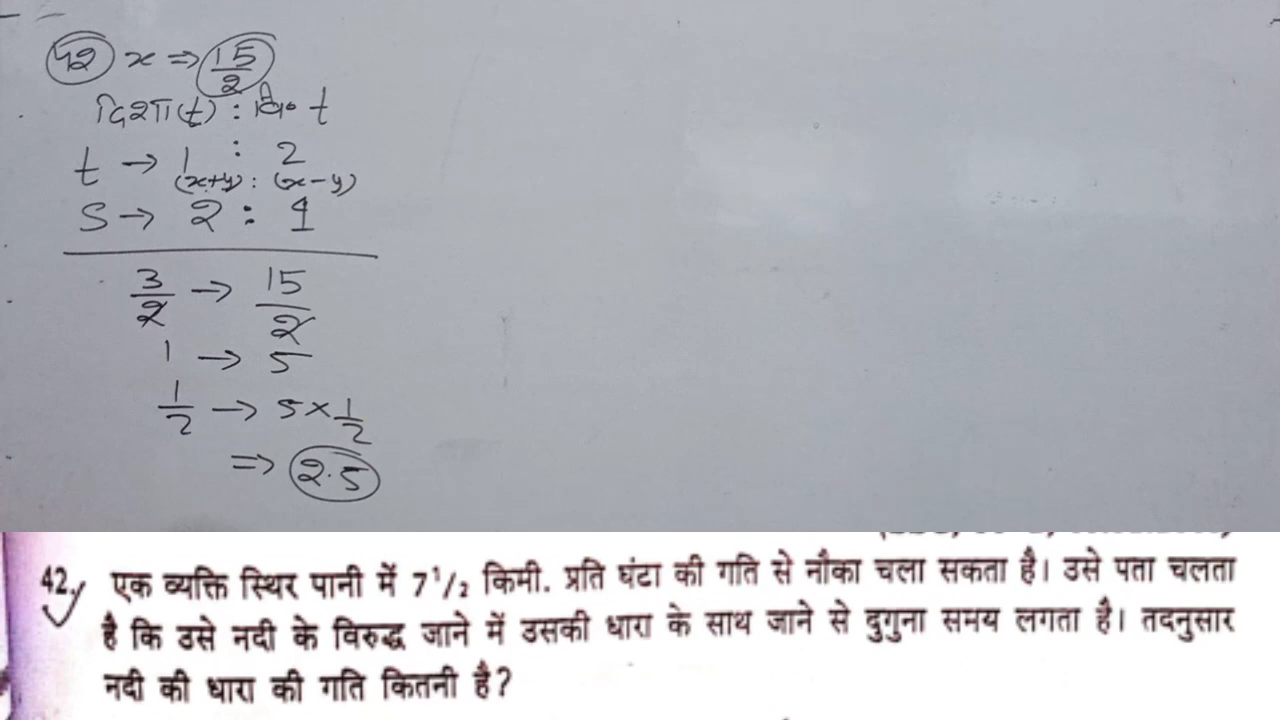 42 x ⇒ 15/2
दिशा(t) : वि० t
t → 1 : 2
(x+y) : (x-y)
S → 2 : 1
3/2 → 15/2
1 → 5
1/2 → 5 × 1/2
⇒ 2.5
42. एक व्यक्ति स्थिर पानी में 7 1/2 किमी. प्रति घंटा की गति से नौका चला सकता है। उसे पता चलता
है कि उसे नदी के विरुद्ध जाने में उसकी धारा के साथ जाने से दुगुना समय लगता है। तदनुसार
नदी की धारा की गति कितनी है?